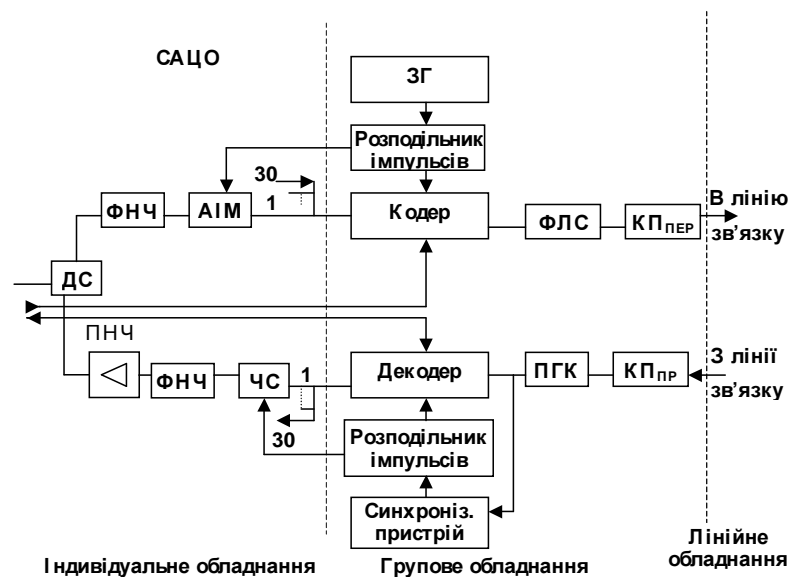 САЦО
ЗГ
Розподільник
імпульсів
30
В лінію
зв'язку
ФНЧ
АІМ
1
Кодер
ФЛС
КППЕР
ДС
ПНЧ
ФНЧ
ЧС
1
30
Декодер
ПГК
КППР
З лінії
зв'язку
Розподільник
імпульсів
Синхроніз.
пристрій
Індивідуальне обладнання
Групове обладнання
Лінійне
обладнання